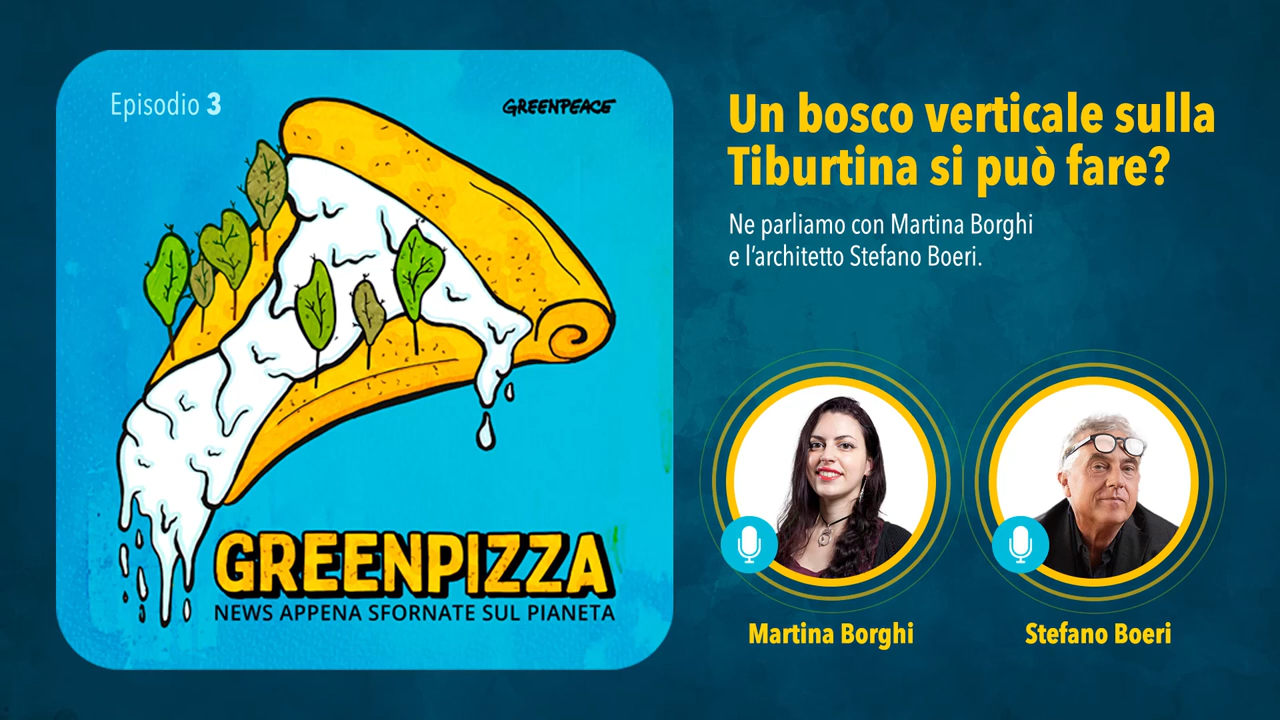 Episodio 3
GREENPEACE
GREENPIZZA
NEWS APPENA SFORNATE SUL PIANETA
Un bosco verticale sulla
Tiburtina si può fare?
Ne parliamo con Martina Borghi
e l'architetto Stefano Boeri.
Martina Borghi
Stefano Boeri